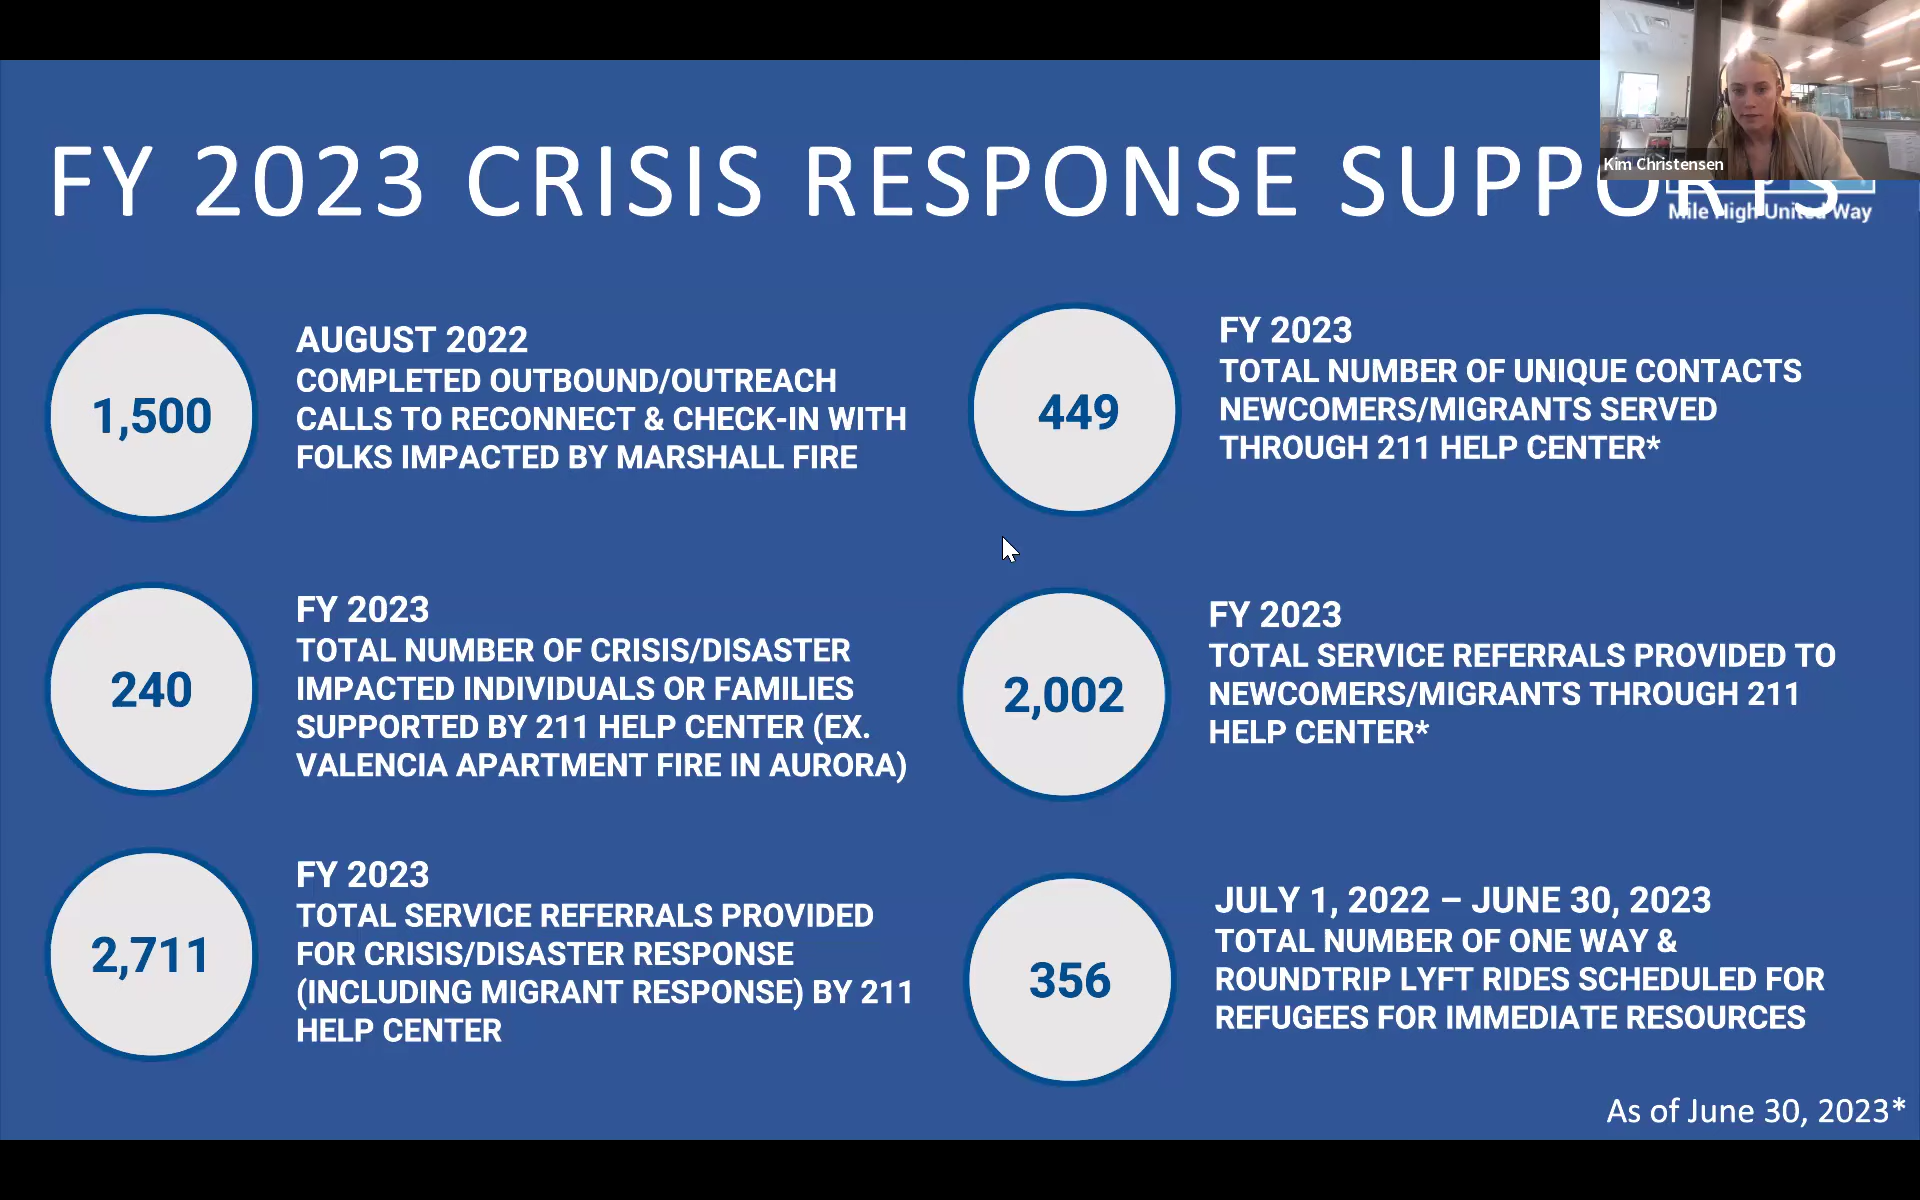 Kim Christensen
FY 2023 CRISIS RESPONSE SUPPORTS
Mile High United Way
1,500
AUGUST 2022
COMPLETED OUTBOUND/OUTREACH
CALLS TO RECONNECT & CHECK-IN WITH
FOLKS IMPACTED BY MARSHALL FIRE
240
FY 2023
TOTAL NUMBER OF CRISIS/DISASTER
IMPACTED INDIVIDUALS OR FAMILIES
SUPPORTED BY 211 HELP CENTER (EX.
VALENCIA APARTMENT FIRE IN AURORA)
2,711
FY 2023
TOTAL SERVICE REFERRALS PROVIDED
FOR CRISIS/DISASTER RESPONSE
(INCLUDING MIGRANT RESPONSE) BY 211
HELP CENTER
449
FY 2023
TOTAL NUMBER OF UNIQUE CONTACTS
NEWCOMERS/MIGRANTS SERVED
THROUGH 211 HELP CENTER*
2,002
FY 2023
TOTAL SERVICE REFERRALS PROVIDED TO
NEWCOMERS/MIGRANTS THROUGH 211
HELP CENTER*
356
JULY 1, 2022 – JUNE 30, 2023
TOTAL NUMBER OF ONE WAY &
ROUNDTRIP LYFT RIDES SCHEDULED FOR
REFUGEES FOR IMMEDIATE RESOURCES
As of June 30, 2023*